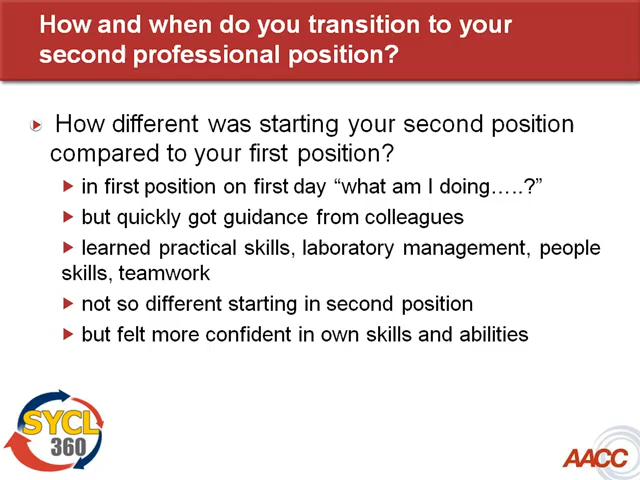 How and when do you transition to your
second professional position?
How different was starting your second position
compared to your first position?
in first position on first day “what am I doing…..?”
but quickly got guidance from colleagues
learned practical skills, laboratory management, people
skills, teamwork
not so different starting in second position
but felt more confident in own skills and abilities
SYCL
360
AACC